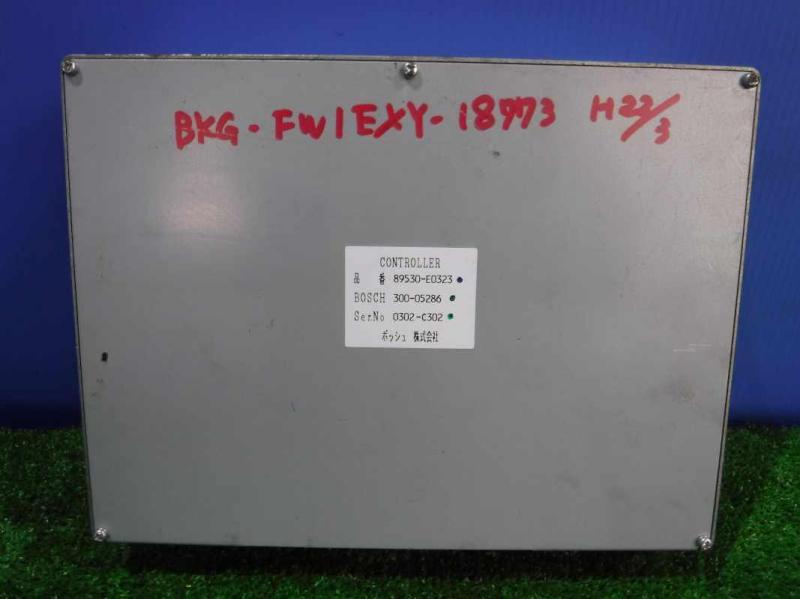 BKG-FW1EXY-18773 H22/3
CONTROLLER
品 番 89530-E0323
BOSCH 300-05286
Ser.No 0302-C302
ボッシュ 株式会社